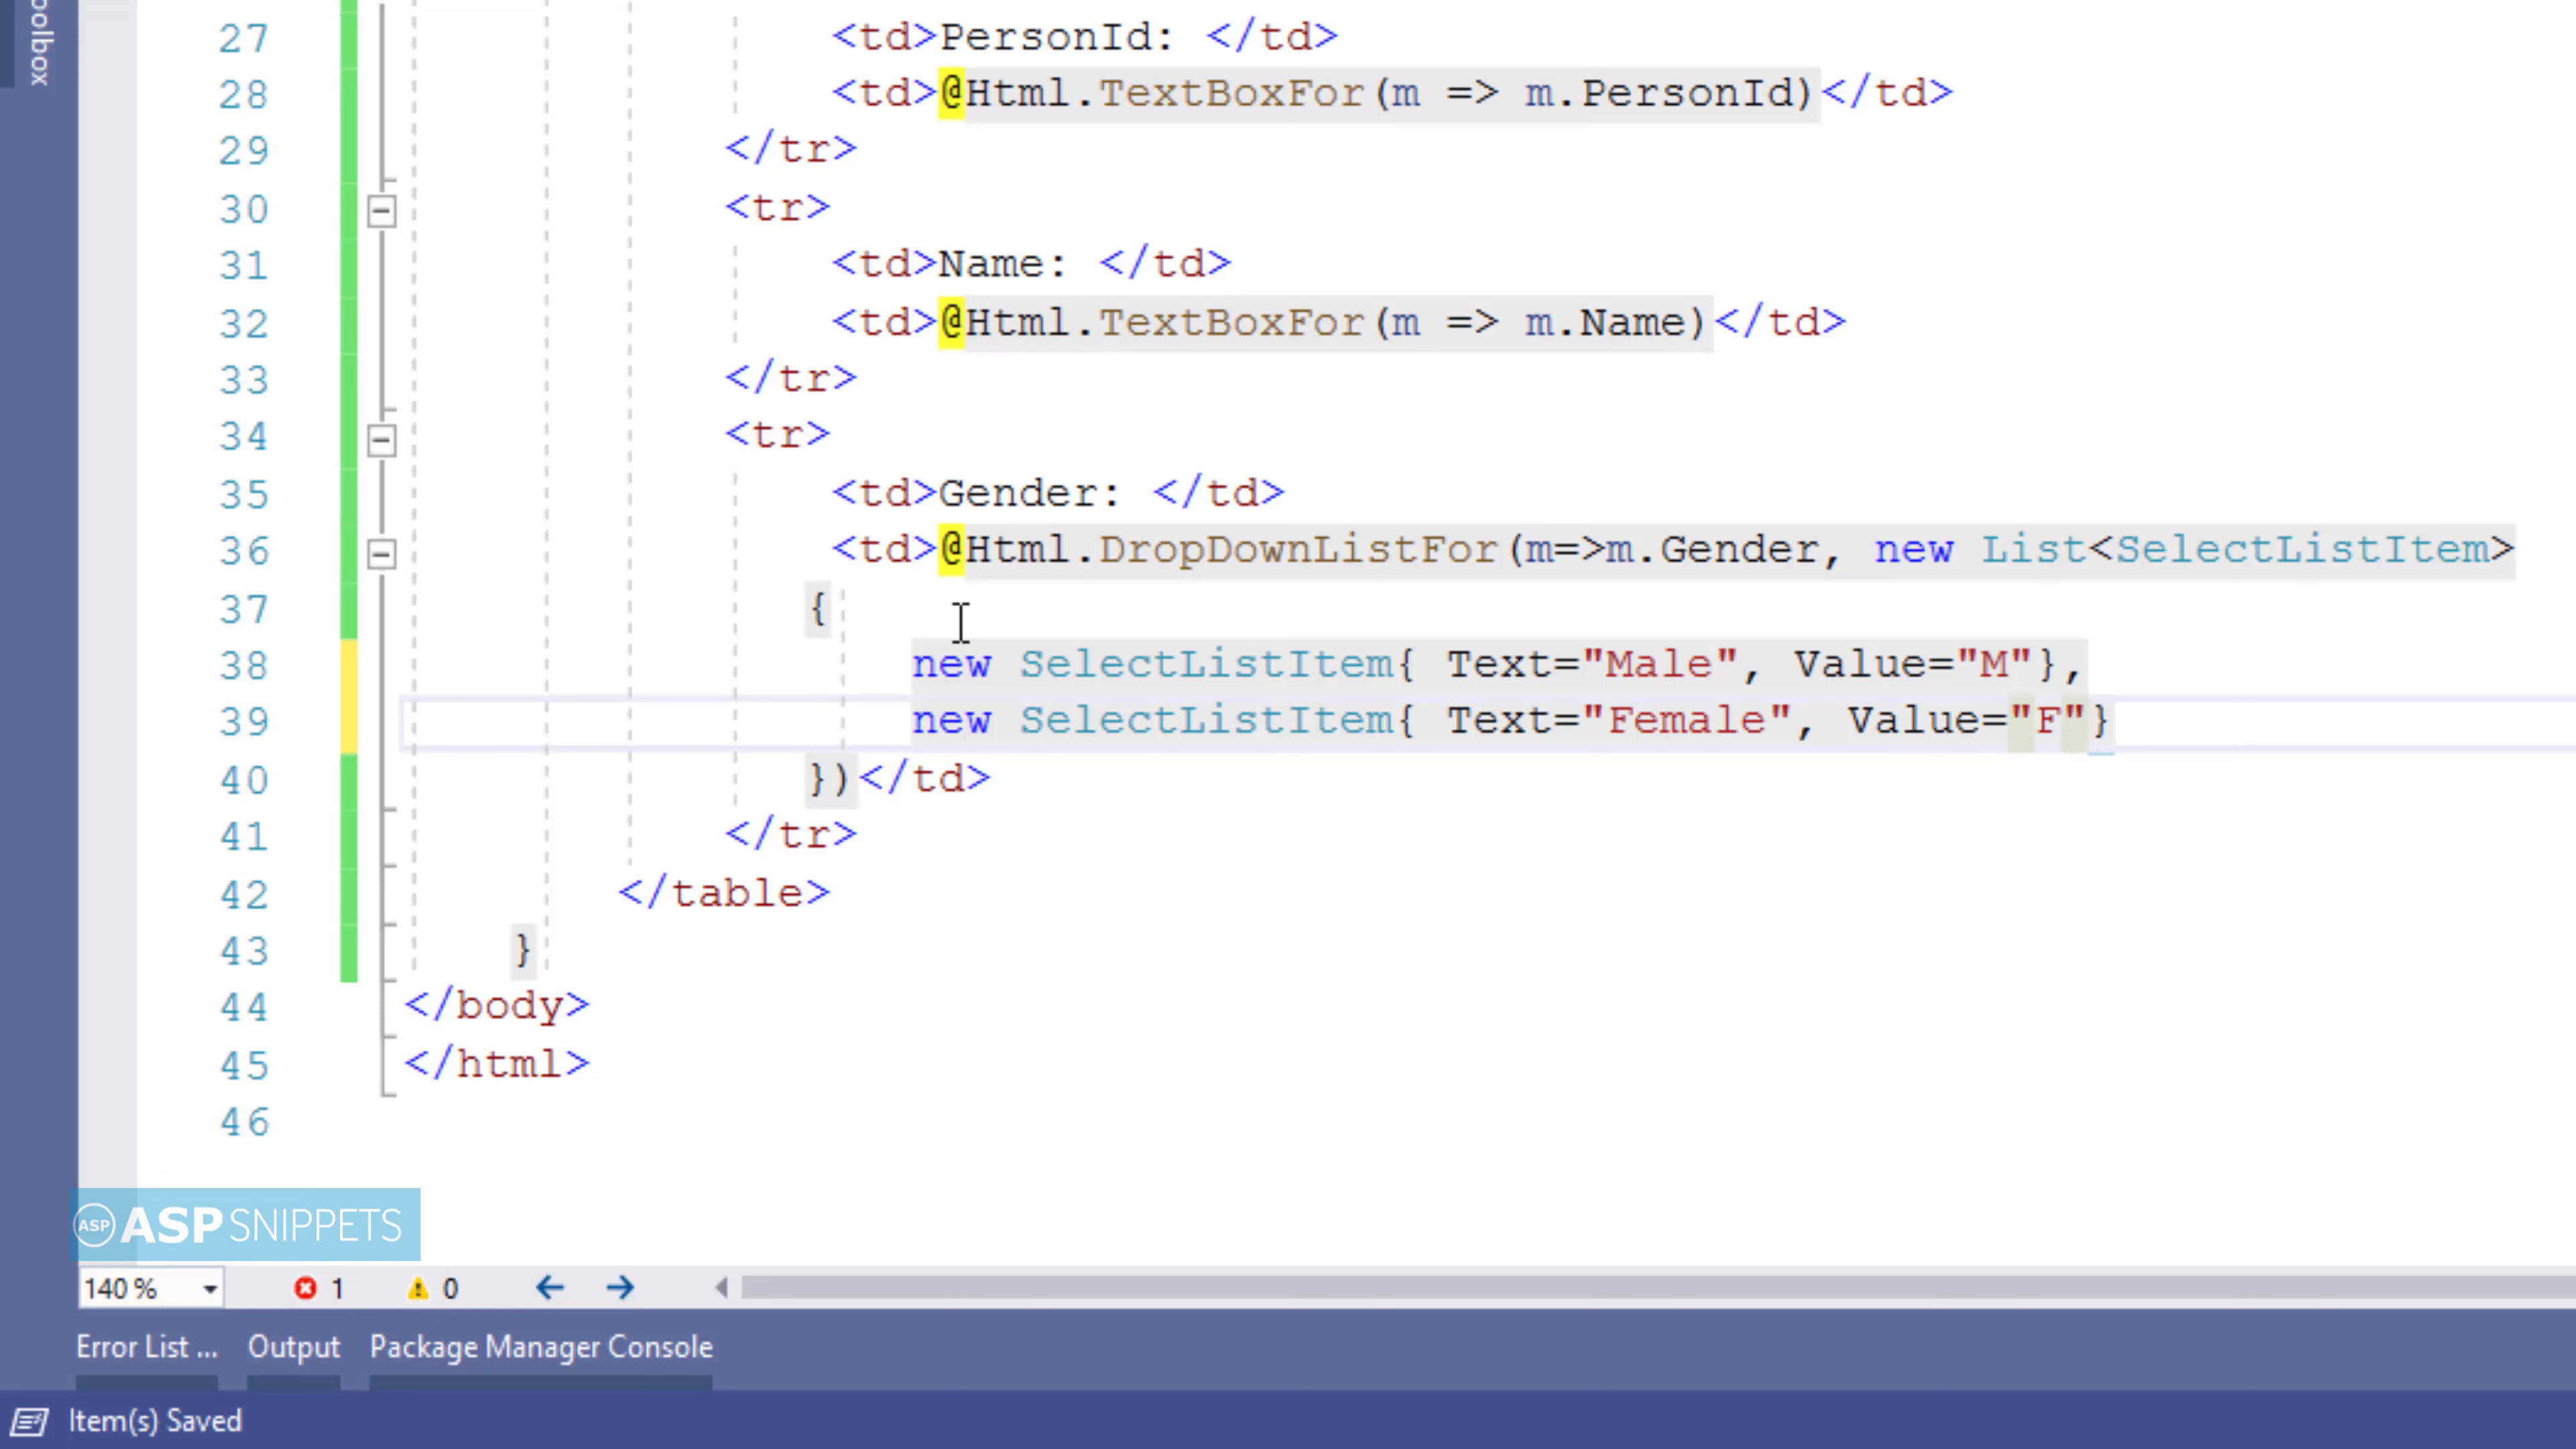 oolbox
27 <td>PersonId: </td>
28 <td>@Html.TextBoxFor(m => m.PersonId)</td>
29 </tr>
30 <tr>
31 <td>Name: </td>
32 <td>@Html.TextBoxFor(m => m.Name)</td>
33 </tr>
34 <tr>
35 <td>Gender: </td>
36 <td>@Html.DropDownListFor(m=>m.Gender, new List<SelectListItem>
37 {
38 new SelectListItem{ Text="Male", Value="M"},
39 new SelectListItem{ Text="Female", Value="F"}
40 })</td>
41 </tr>
42 </table>
43 }
44 </body>
45 </html>
46
ASP ASPSNIPPETS
140 % 1 0
Error List ... Output Package Manager Console
Item(s) Saved